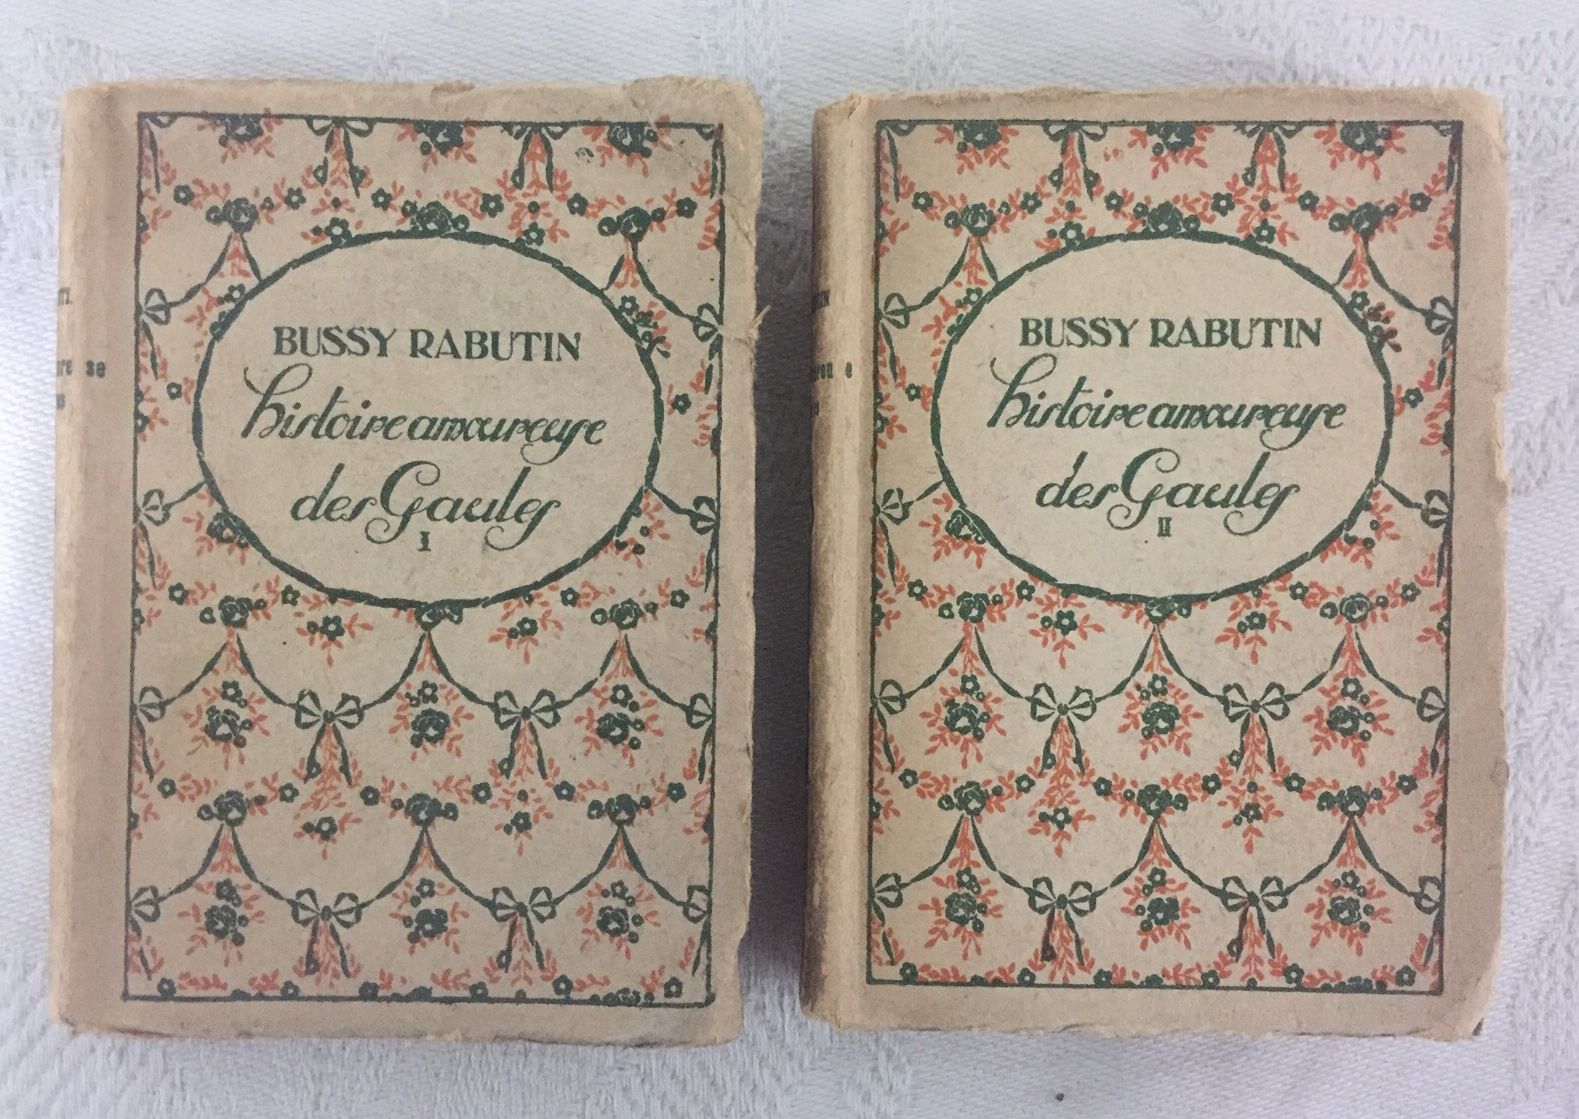 BUSSY RABUTIN
histoire amoureuse
des Gaules
I
BUSSY RABUTIN
histoire amoureuse
des Gaules
II